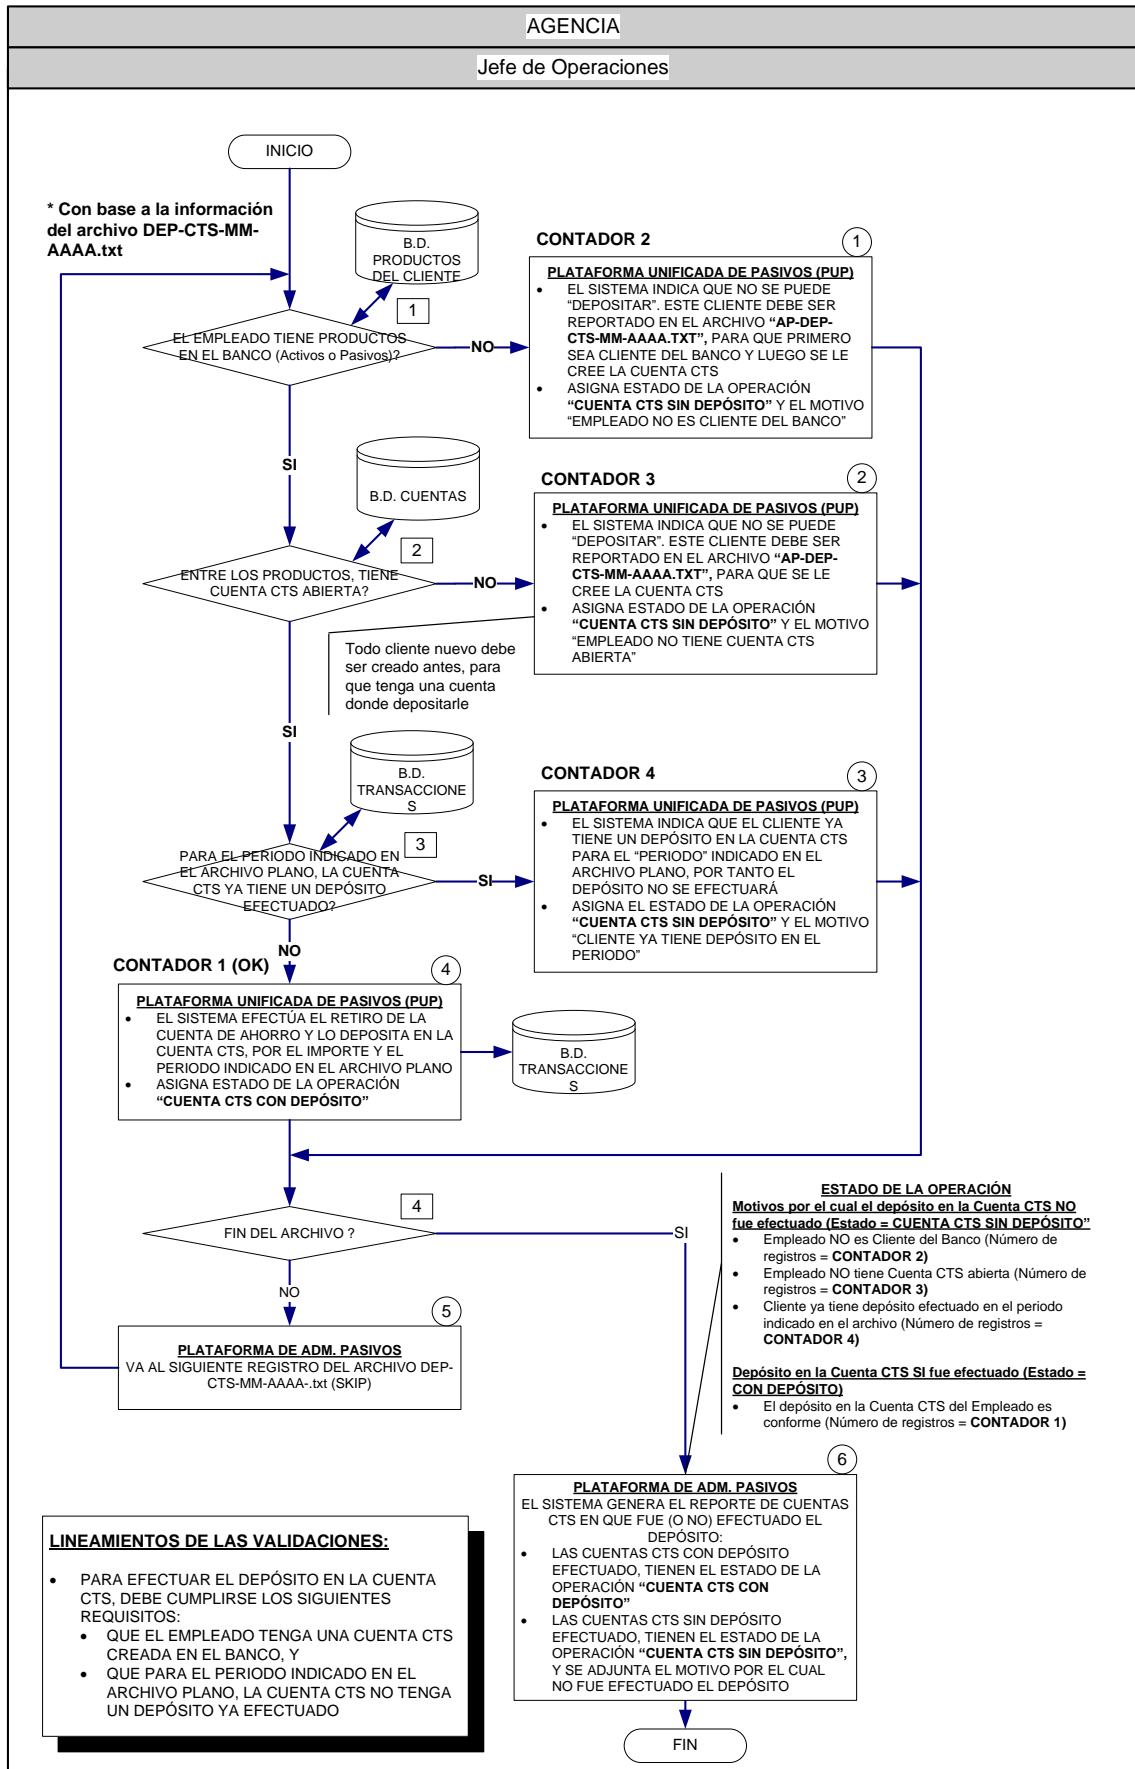 AGENCIA
Jefe de Operaciones
INICIO
* Con base a la información
del archivo DEP-CTS-MM-
AAAA.txt
B.D.
PRODUCTOS
DEL CLIENTE
1
EL EMPLEADO TIENE PRODUCTOS
EN EL BANCO (Activos o Pasivos)?
NO
SI
CONTADOR 2
1
PLATAFORMA UNIFICADA DE PASIVOS (PUP)
• EL SISTEMA INDICA QUE NO SE PUEDE
“DEPOSITAR”. ESTE CLIENTE DEBE SER
REPORTADO EN EL ARCHIVO “AP-DEP-
CTS-MM-AAAA.TXT”, PARA QUE PRIMERO
SEA CLIENTE DEL BANCO Y LUEGO SE LE
CREE LA CUENTA CTS
• ASIGNA ESTADO DE LA OPERACIÓN
“CUENTA CTS SIN DEPÓSITO” Y EL MOTIVO
“EMPLEADO NO ES CLIENTE DEL BANCO”
B.D. CUENTAS
2
ENTRE LOS PRODUCTOS, TIENE
CUENTA CTS ABIERTA?
NO
SI
CONTADOR 3
2
PLATAFORMA UNIFICADA DE PASIVOS (PUP)
• EL SISTEMA INDICA QUE NO SE PUEDE
“DEPOSITAR”. ESTE CLIENTE DEBE SER
REPORTADO EN EL ARCHIVO “AP-DEP-
CTS-MM-AAAA.TXT”, PARA QUE SE LE
CREE LA CUENTA CTS
• ASIGNA ESTADO DE LA OPERACIÓN
“CUENTA CTS SIN DEPÓSITO” Y EL MOTIVO
“EMPLEADO NO TIENE CUENTA CTS
ABIERTA”
Todo cliente nuevo debe
ser creado antes, para
que tenga una cuenta
donde depositarle
B.D.
TRANSACCIONE
S
3
PARA EL PERIODO INDICADO EN
EL ARCHIVO PLANO, LA CUENTA
CTS YA TIENE UN DEPÓSITO
EFECTUADO?
SI
NO
CONTADOR 4
3
PLATAFORMA UNIFICADA DE PASIVOS (PUP)
• EL SISTEMA INDICA QUE EL CLIENTE YA
TIENE UN DEPÓSITO EN LA CUENTA CTS
PARA EL “PERIODO” INDICADO EN EL
ARCHIVO PLANO, POR TANTO EL
DEPÓSITO NO SE EFECTUARÁ
• ASIGNA EL ESTADO DE LA OPERACIÓN
“CUENTA CTS SIN DEPÓSITO” Y EL MOTIVO
“CLIENTE YA TIENE DEPÓSITO EN EL
PERIODO”
CONTADOR 1 (OK)
4
PLATAFORMA UNIFICADA DE PASIVOS (PUP)
• EL SISTEMA EFECTÚA EL RETIRO DE LA
CUENTA DE AHORRO Y LO DEPOSITA EN LA
CUENTA CTS, POR EL IMPORTE Y EL
PERIODO INDICADO EN EL ARCHIVO PLANO
• ASIGNA ESTADO DE LA OPERACIÓN
“CUENTA CTS CON DEPÓSITO”
B.D.
TRANSACCIONE
S
4
FIN DEL ARCHIVO ?
SI
NO
5
PLATAFORMA DE ADM. PASIVOS
VA AL SIGUIENTE REGISTRO DEL ARCHIVO DEP-
CTS-MM-AAAA-.txt (SKIP)
ESTADO DE LA OPERACIÓN
Motivos por el cual el depósito en la Cuenta CTS NO
fue efectuado (Estado = CUENTA CTS SIN DEPÓSITO”
• Empleado NO es Cliente del Banco (Número de
registros = CONTADOR 2)
• Empleado NO tiene Cuenta CTS abierta (Número de
registros = CONTADOR 3)
• Cliente ya tiene depósito efectuado en el periodo
indicado en el archivo (Número de registros =
CONTADOR 4)
Depósito en la Cuenta CTS SI fue efectuado (Estado =
CON DEPÓSITO)
• El depósito en la Cuenta CTS del Empleado es
conforme (Número de registros = CONTADOR 1)
6
PLATAFORMA DE ADM. PASIVOS
EL SISTEMA GENERA EL REPORTE DE CUENTAS
CTS EN QUE FUE (O NO) EFECTUADO EL
DEPÓSITO:
• LAS CUENTAS CTS CON DEPÓSITO
EFECTUADO, TIENEN EL ESTADO DE LA
OPERACIÓN “CUENTA CTS CON
DEPÓSITO”
• LAS CUENTAS CTS SIN DEPÓSITO
EFECTUADO, TIENEN EL ESTADO DE LA
OPERACIÓN “CUENTA CTS SIN DEPÓSITO”,
Y SE ADJUNTA EL MOTIVO POR EL CUAL
NO FUE EFECTUADO EL DEPÓSITO
FIN
LINEAMIENTOS DE LAS VALIDACIONES:
• PARA EFECTUAR EL DEPÓSITO EN LA CUENTA
CTS, DEBE CUMPLIRSE LOS SIGUIENTES
REQUISITOS:
• QUE EL EMPLEADO TENGA UNA CUENTA CTS
CREADA EN EL BANCO, Y
• QUE PARA EL PERIODO INDICADO EN EL
ARCHIVO PLANO, LA CUENTA CTS NO TENGA
UN DEPÓSITO YA EFECTUADO